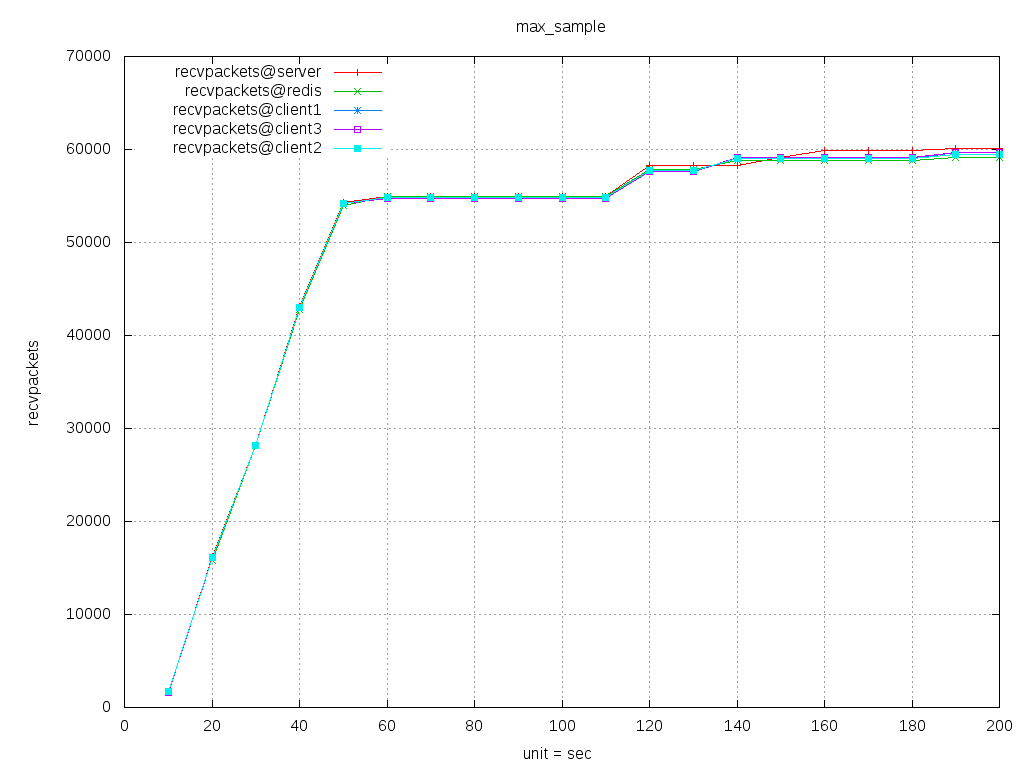 max_sample
70000
60000
50000
40000
30000
20000
10000
0
recvpackets
recvpackets@server
recvpackets@redis
recvpackets@client1
recvpackets@client3
recvpackets@client2
0 20 40 60 80 100 120 140 160 180 200
unit = sec